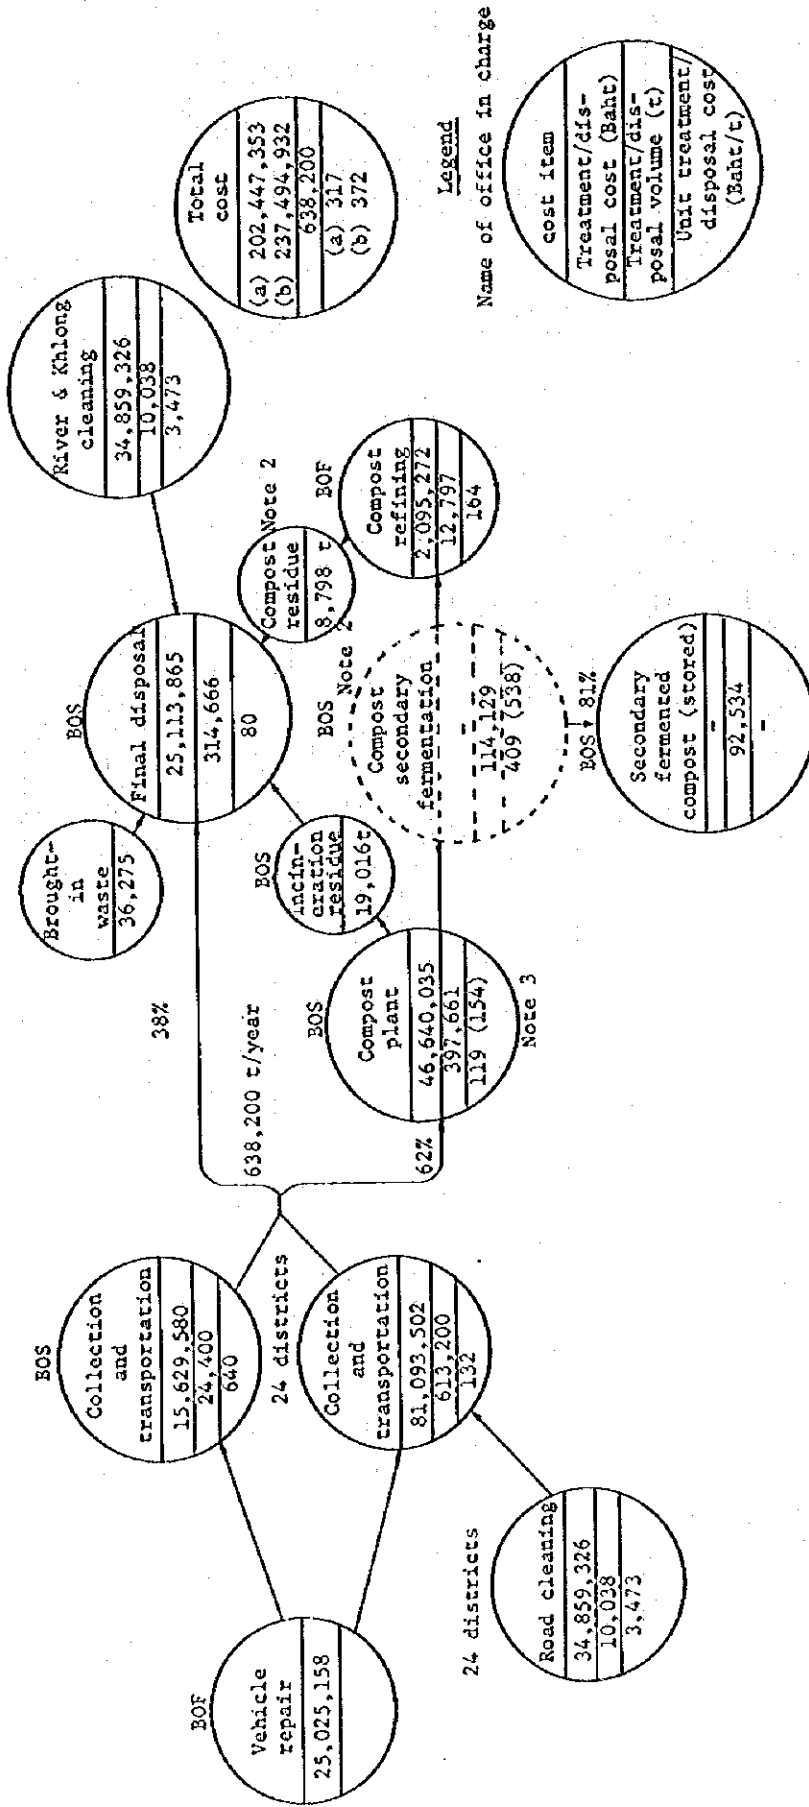 BOF
Vehicle
repair
25,025,158
24 districts
Road cleaning
34,859,326
10,038
3,473
BOS
Collection
and
transportation
15,629,580
24,400
640
24 districts
Collection
and
transportation
81,093,502
613,200
132
638,200 t/year
38%
62%
BOS
Compost
plant
46,640,035
397,661
119 (154)
Note 3
Brought-
in
waste
36,275
BOS
incin-
eration
residue
19,016t
BOS
Final disposal
25,113,865
314,666
80
BOS
Note 2
Compost
secondary
fermentation
-
114,129
409 (538)
BOS
81%
Secondary
fermented
compost (stored)
-
92,534
-
Compost
residue
8,798 t
Note 2
BOF
Compost
refining
2,095,272
12,797
164
River & Khlong
cleaning
34,859,326
10,038
3,473
Total
cost
(a) 202,447,353
(b) 237,494,932
638,200
(a) 317
(b) 372
Legend
Name of office in charge
cost item
Treatment/dis-
posal cost (Baht)
Treatment/dis-
posal volume (t)
Unit treatment/
disposal cost
(Baht/t)